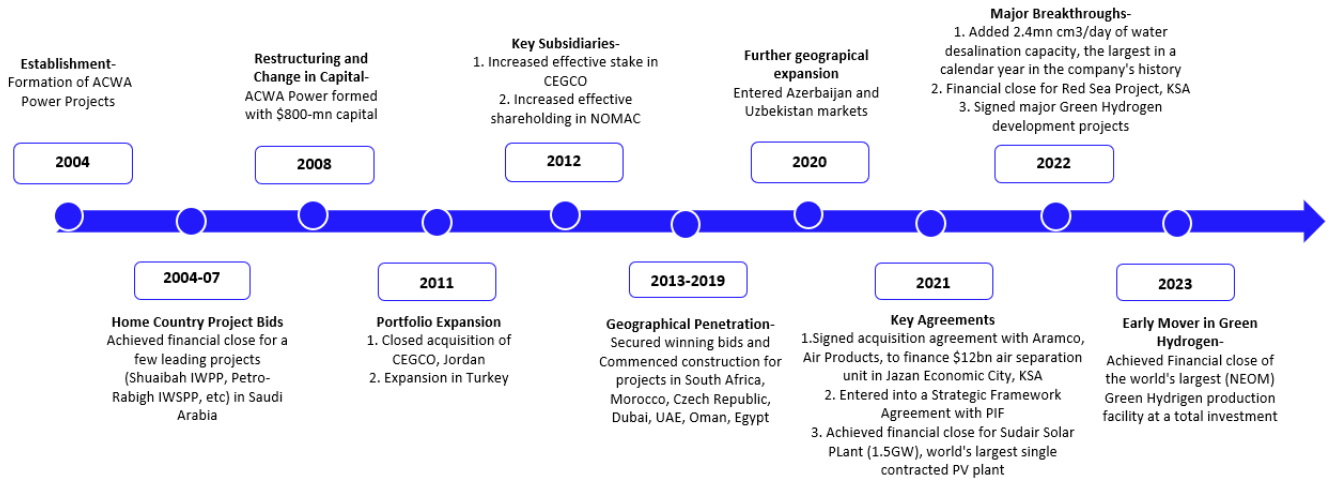 Establishment-
Formation of ACWA
Power Projects
2004
2004-07
Home Country Project Bids
Achieved financial close for a
few leading projects
(Shuaibah IWPP, Petro-
Rabigh IWSPP, etc) in Saudi
Arabia
Restructuring and
Change in Capital-
ACWA Power formed
with $800-mn capital
2008
2011
Portfolio Expansion
1. Closed acquisition of
CEGCO, Jordan
2. Expansion in Turkey
Key Subsidiaries-
1. Increased effective stake in
CEGCO
2. Increased effective
shareholding in NOMAC
2012
2013-2019
Geographical Penetration-
Secured winning bids and
Commenced construction for
projects in South Africa,
Morocco, Czech Republic,
Dubai, UAE, Oman, Egypt
Further geograpical
expansion
Entered Azerbaijan and
Uzbekistan markets
2020
2021
Key Agreements
1.Signed acquisition agreement with Aramco,
Air Products, to finance $12bn air separation
unit in Jazan Economic City, KSA
2. Entered into a Strategic Framework
Agreement with PIF
3. Achieved financial close for Sudair Solar
PLant (1.5GW), world's largest single
contracted PV plant
Major Breakthroughs-
1. Added 2.4mn cm3/day of water
desalination capacity, the largest in a
calendar year in the company's history
2. Financial close for Red Sea Project, KSA
3. Signed major Green Hydrogen
development projects
2022
2023
Early Mover in Green
Hydrogen-
Achieved Financial close of
the world's largest (NEOM)
Green Hydrigen production
facility at a total investment